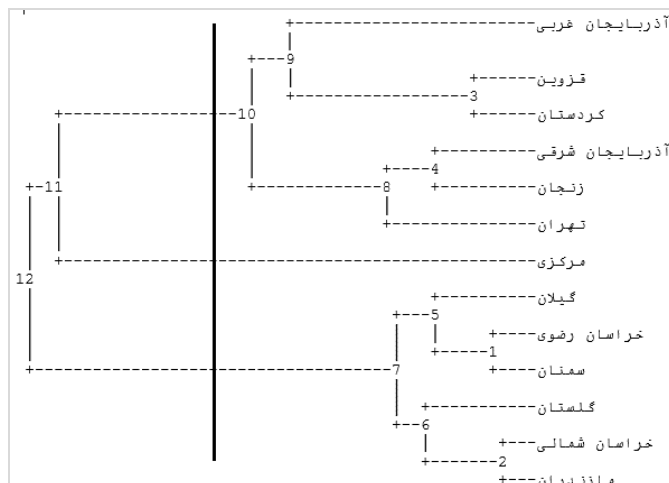 آذربایجان غربی
9
قزوین
3
10
کردستان
آذربایجان شرقی
4
11
8
زنجان
تهران
مرکزی
12
گیلان
5
خراسان رضوی
1
7
سمنان
گلستان
6
خراسان شمالی
2
مازندران